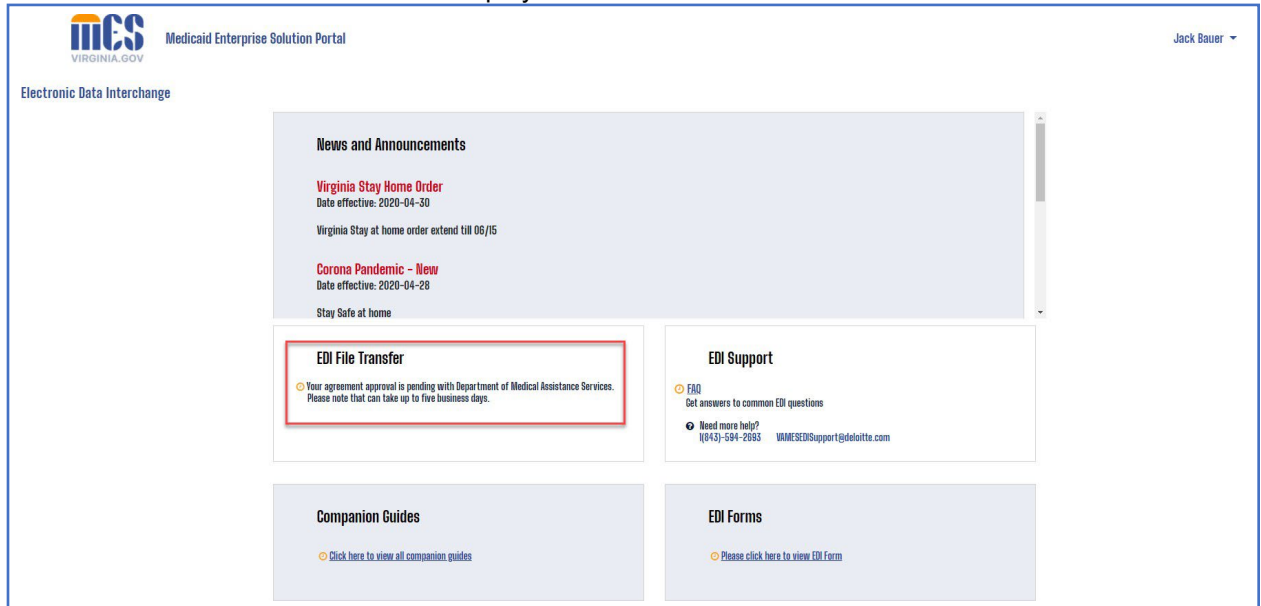 mes
VIRGINIA.GOV
Medicaid Enterprise Solution Portal
Jack Bauer
Electronic Data Interchange
News and Announcements
Virginia Stay Home Order
Date effective: 2020-04-30
Virginia Stay at home order extend till 06/15
Corona Pandemic - New
Date effective: 2020-04-28
Stay Safe at home
EDI File Transfer
Your agreement approval is pending with Department of Medical Assistance Services.
Please note that can take up to five business days.
EDI Support
FAQ
Get answers to common EDI questions
Need more help?
1(843)-594-2693 VAMESEDISupport@deloitte.com
Companion Guides
Click here to view all companion guides
EDI Forms
Please click here to view EDI Form